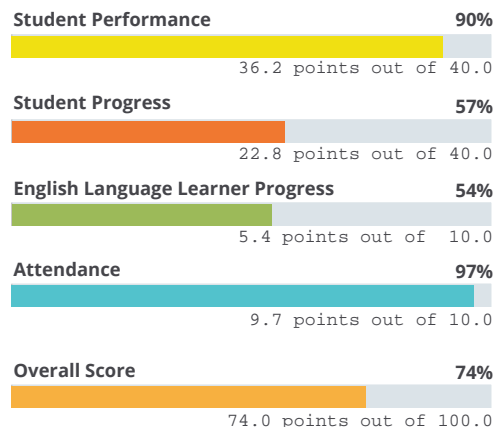 Student Performance 90%
36.2 points out of 40.0
Student Progress 57%
22.8 points out of 40.0
English Language Learner Progress 54%
5.4 points out of 10.0
Attendance 97%
9.7 points out of 10.0
Overall Score 74%
74.0 points out of 100.0